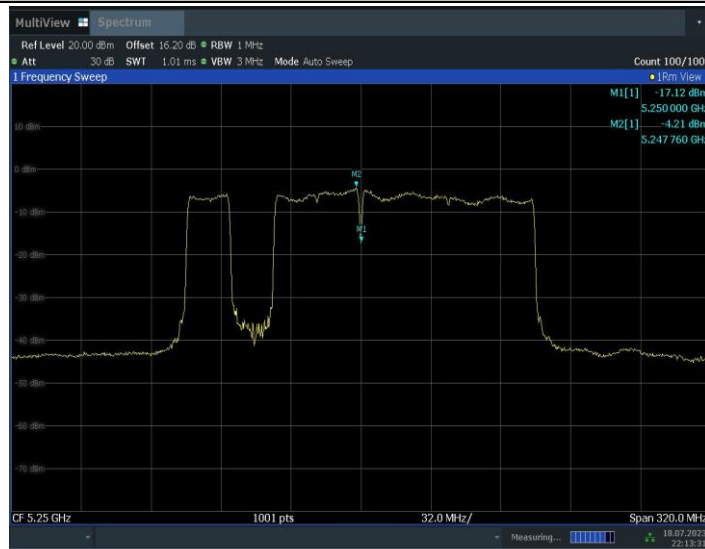 MultiView Spectrum
Ref Level 20.00 dBm Offset 16.20 dB RBW 1 MHz
Att 30 dB SWT 1.01 ms VBW 3 MHz Mode Auto Sweep Count 100/100
1 Frequency Sweep 1Rm View
M1[1] -17.12 dBm
5.250 000 GHz
M2[1] -4.21 dBm
5.247 760 GHz
10 dBm
0 dBm
M2
-10 dBm
M1
-20 dBm
-30 dBm
-40 dBm
-50 dBm
-60 dBm
-70 dBm
CF 5.25 GHz 1001 pts 32.0 MHz/ Span 320.0 MHz
Measuring... 18.07.2023
22:13:31